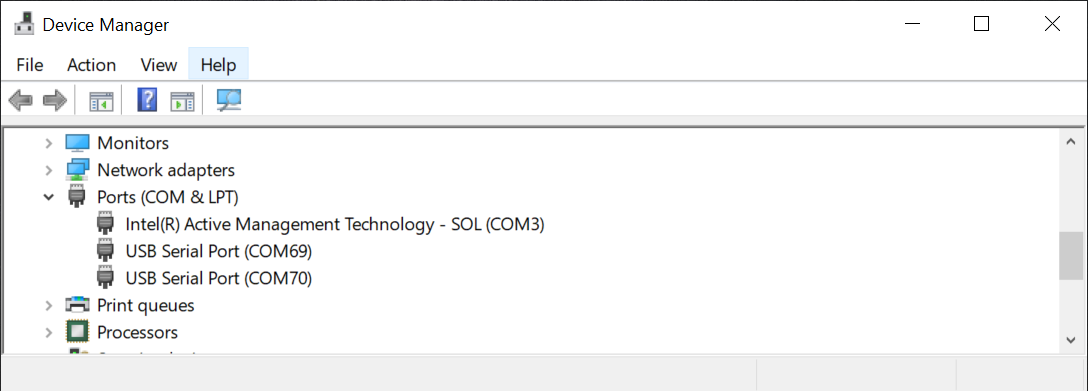 Device Manager
File Action View Help
Monitors
Network adapters
Ports (COM & LPT)
Intel(R) Active Management Technology - SOL (COM3)
USB Serial Port (COM69)
USB Serial Port (COM70)
Print queues
Processors